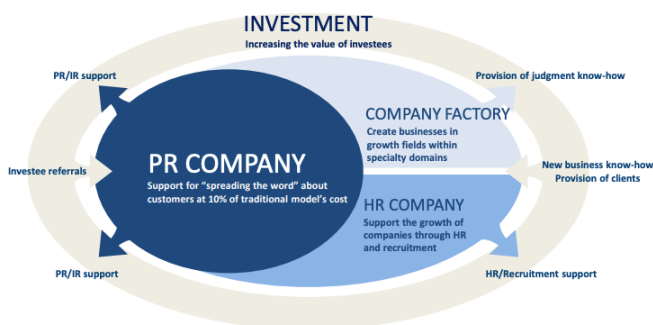 INVESTMENT
Increasing the value of investees
PR/IR support
Provision of judgment know-how
COMPANY FACTORY
Create businesses in
growth fields within
specialty domains
PR COMPANY
Support for “spreading the word” about
customers at 10% of traditional model’s cost
Investee referrals
New business know-how
Provision of clients
HR COMPANY
Support the growth of
companies through HR
and recruitment
PR/IR support
HR/Recruitment support